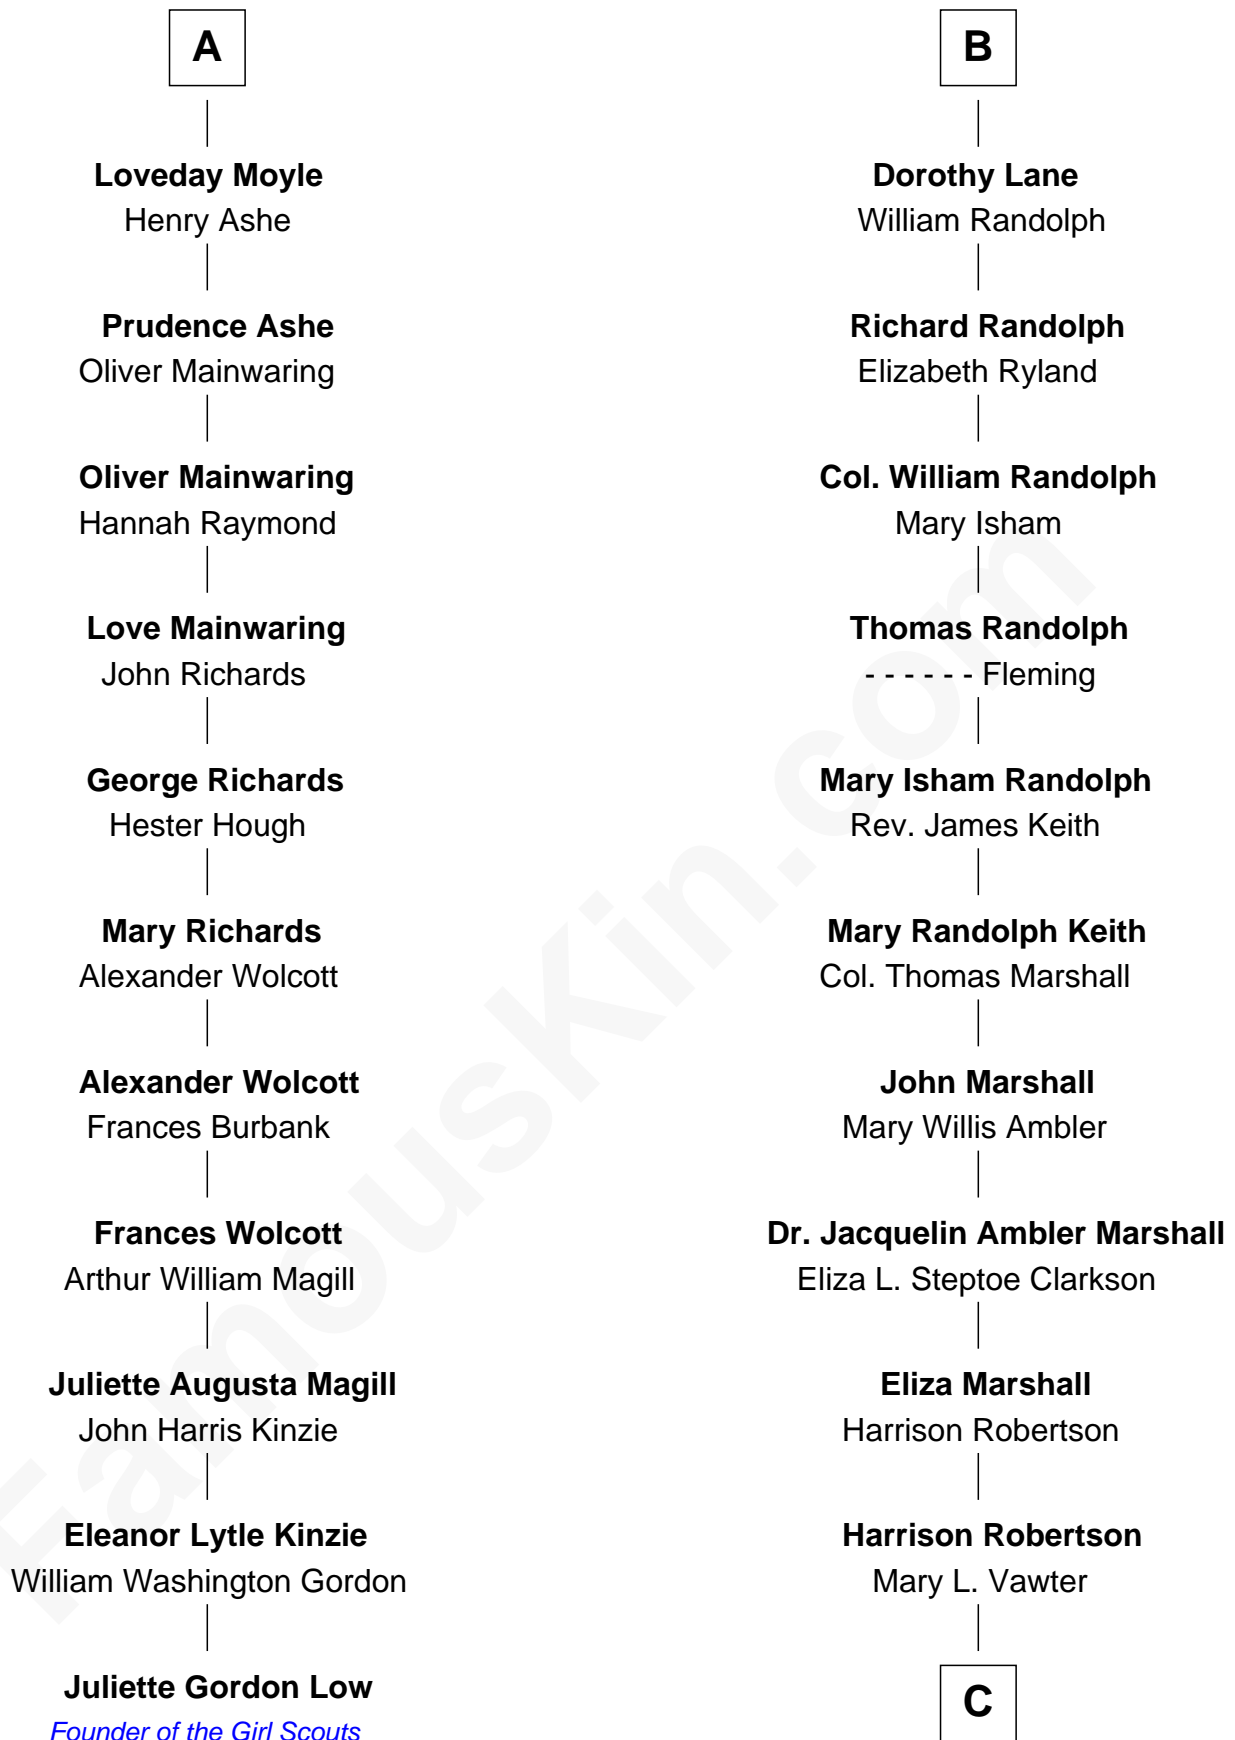 A
Loveday Moyle
Henry Ashe
Prudence Ashe
Oliver Mainwaring
Oliver Mainwaring
Hannah Raymond
Love Mainwaring
John Richards
George Richards
Hester Hough
Mary Richards
Alexander Wolcott
Alexander Wolcott
Frances Burbank
Frances Wolcott
Arthur William Magill
Juliette Augusta Magill
John Harris Kinzie
Eleanor Lytle Kinzie
William Washington Gordon
Juliette Gordon Low
Founder of the Girl Scouts
B
Dorothy Lane
William Randolph
Richard Randolph
Elizabeth Ryland
Col. William Randolph
Mary Isham
Thomas Randolph
- - - - - - Fleming
Mary Isham Randolph
Rev. James Keith
Mary Randolph Keith
Col. Thomas Marshall
John Marshall
Mary Willis Ambler
Dr. Jacquelin Ambler Marshall
Eliza L. Steptoe Clarkson
Eliza Marshall
Harrison Robertson
Harrison Robertson
Mary L. Vawter
C
FamousKin.com